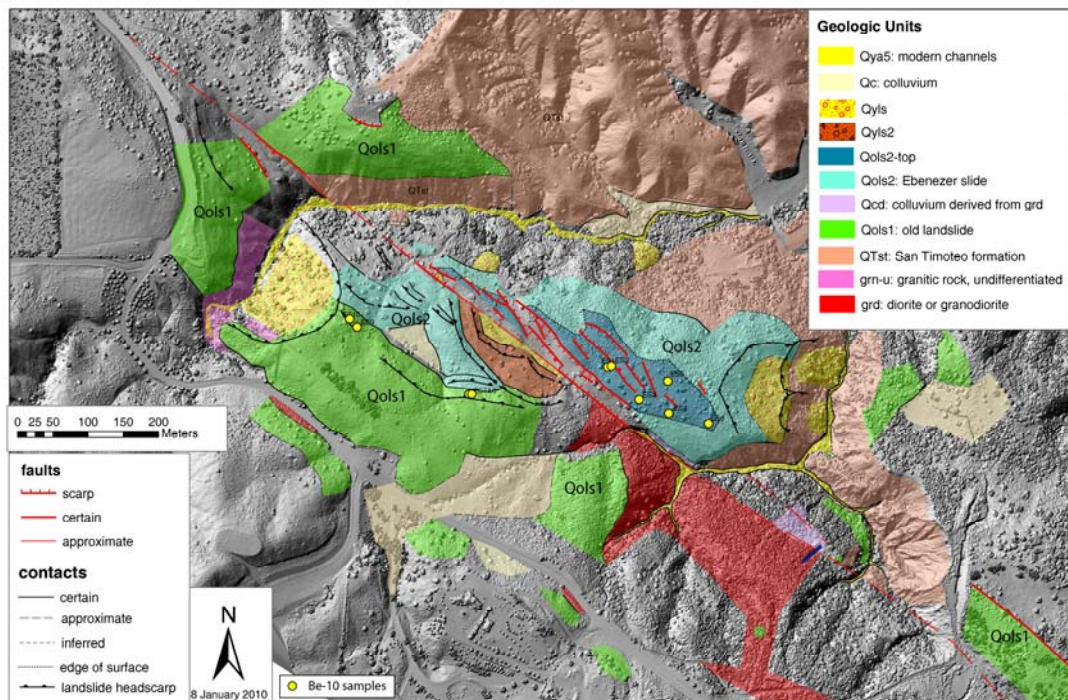 Geologic Units
Qya5: modern channels
Qc: colluvium
Qyls
Qyls2
Qols2-top
Qols2: Ebenezer slide
Qcd: colluvium derived from grd
Qols1: old landslide
QTst: San Timoteo formation
grn-u: granitic rock, undifferentiated
grd: diorite or granodiorite
Qols1
QTst
Qols1
Qols2
Qols2
Qols1
Qols1
Qols1
0 25 50 100 150 200
Meters
faults
scarp
certain
approximate
contacts
certain
approximate
inferred
edge of surface
landslide headscarp
N
8 January 2010
Be-10 samples